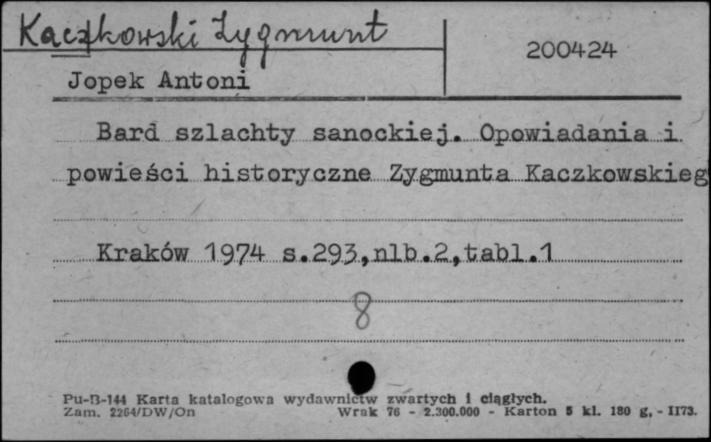 Kaczkowski Zygmunt
200424
Jopek Antoni
Bard szlachty sanockiej. Opowiadania i
powieści historyczne Zygmunta Kaczkowskieg
Kraków 1974 s.293,nlb.2,tabl.1
8
Pu-B-144 Karta katalogowa wydawnictw zwartych i ciągłych.
Zam. 2264/DW/On Wrak 76 - 2.300.000 - Karton 5 kl. 180 g, - II73.